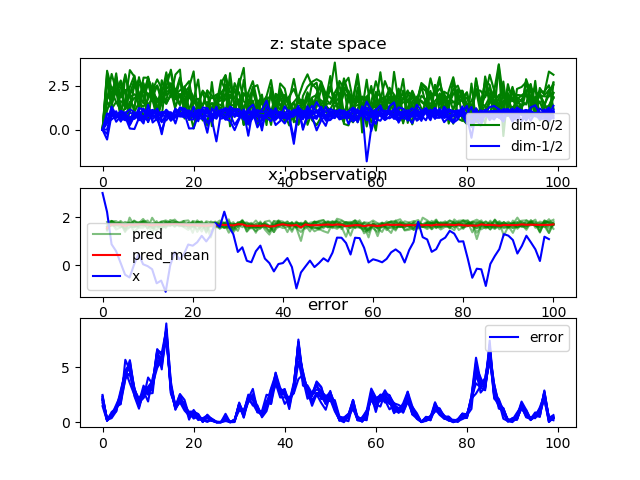 z: state space
2.5
0.0
dim-0/2
dim-1/2
0 20 40 60 80 100
x: observation
2
0
pred
pred_mean
x
0 20 40 60 80 100
error
5
0
error
0 20 40 60 80 100